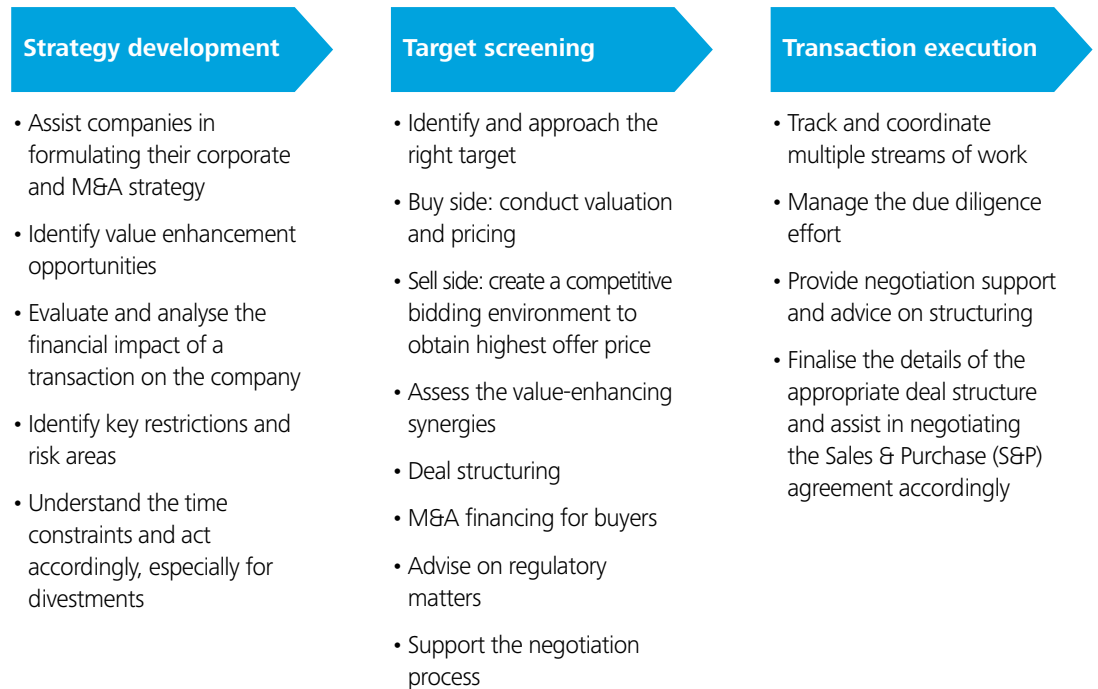 Strategy development
• Assist companies in
formulating their corporate
and M&A strategy
• Identify value enhancement
opportunities
• Evaluate and analyse the
financial impact of a
transaction on the company
• Identify key restrictions and
risk areas
• Understand the time
constraints and act
accordingly, especially for
divestments
Target screening
• Identify and approach the
right target
• Buy side: conduct valuation
and pricing
• Sell side: create a competitive
bidding environment to
obtain highest offer price
• Assess the value-enhancing
synergies
• Deal structuring
• M&A financing for buyers
• Advise on regulatory
matters
• Support the negotiation
process
Transaction execution
• Track and coordinate
multiple streams of work
• Manage the due diligence
effort
• Provide negotiation support
and advice on structuring
• Finalise the details of the
appropriate deal structure
and assist in negotiating
the Sales & Purchase (S&P)
agreement accordingly